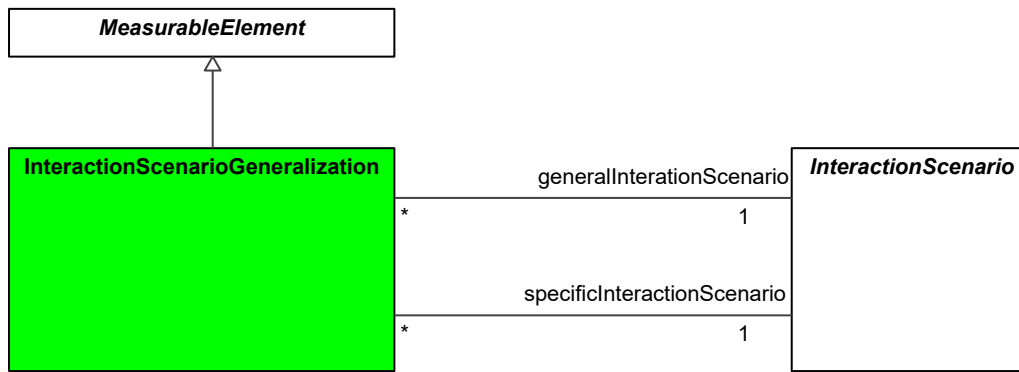 MeasurableElement
InteractionScenarioGeneralization
generalInterationScenario
InteractionScenario
*
1
specificInteractionScenario
*
1